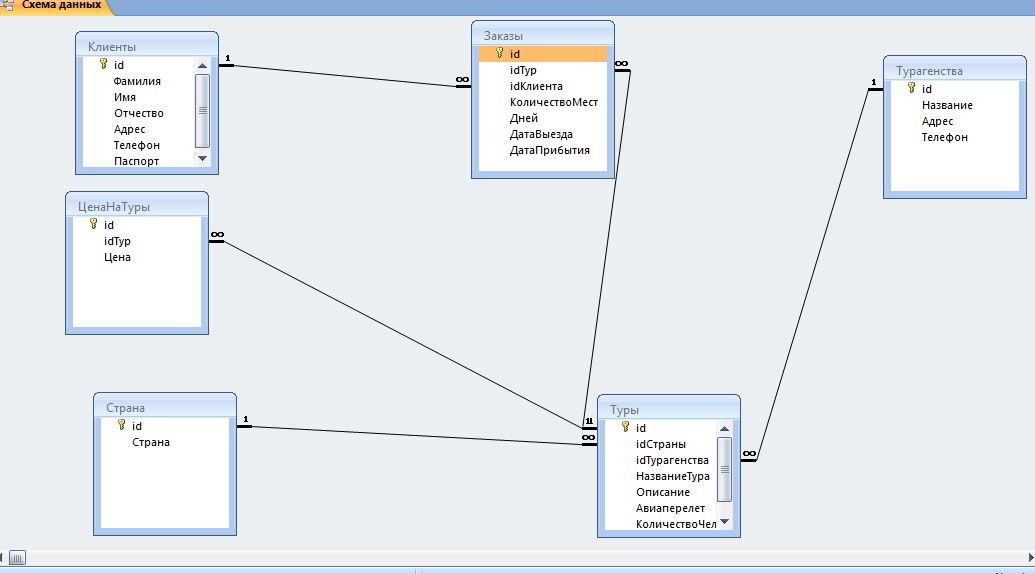 Схема данных
Клиенты
id
Фамилия
Имя
Отчество
Адрес
Телефон
Паспорт
1
∞
Заказы
id
idТур
idКлиента
КоличествоМест
Дней
ДатаВыезда
ДатаПрибытия
∞
Турагенства
id
Название
Адрес
Телефон
1
ЦенаНаТуры
id
idТур
Цена
∞
Страна
id
Страна
1
Туры
id
idСтраны
idТурагенства
НазваниеТура
Описание
Авиаперелет
КоличествоЧел
1
1
∞
∞